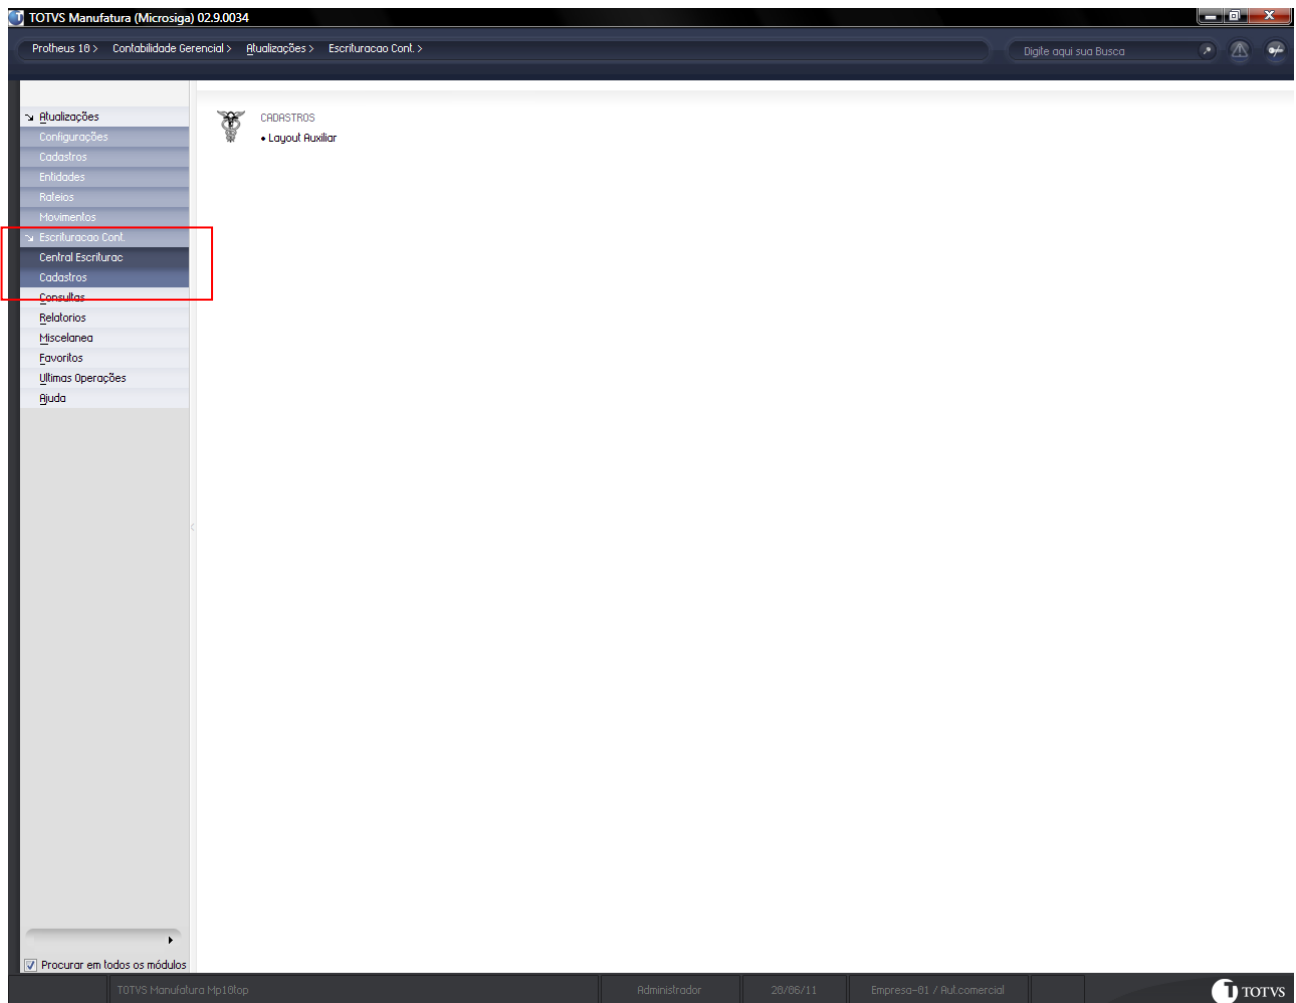 TOTVS Manufatura (Microsiga) 02.9.0034
Protheus 10 > Contabilidade Gerencial > Atualizações > Escrituracao Cont. >
Digite aqui sua Busca
Atualizações
Configurações
Cadastros
Entidades
Rateios
Movimentos
Escrituracao Cont.
Central Escriturac
Cadastros
Consultas
Relatorios
Miscelanea
Favoritos
Ultimas Operações
Ajuda
CADASTROS
• Layout Auxiliar
Procurar em todos os módulos
TOTVS Manufatura Mp10top
Administrador
20/06/11
Empresa-01 / Aut.comercial
TOTVS